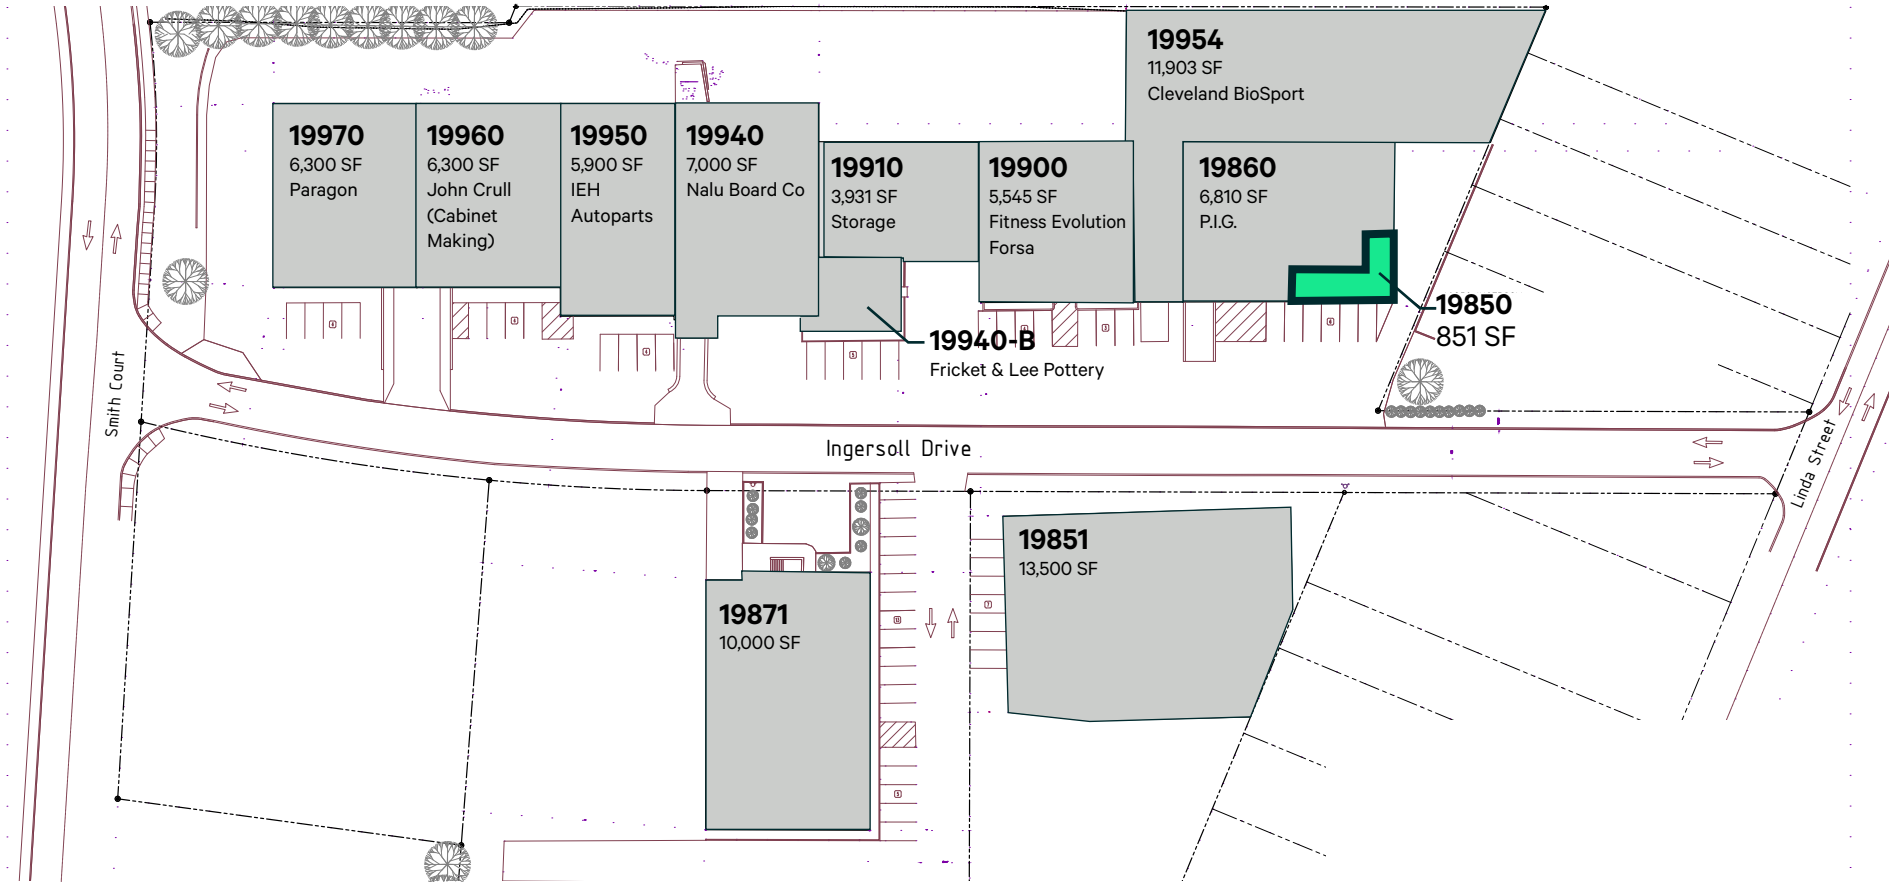 19954
11,903 SF
Cleveland BioSport
19970
6,300 SF
Paragon
19960
6,300 SF
John Crull
(Cabinet
Making)
19950
5,900 SF
IEH
Autoparts
19940
7,000 SF
Nalu Board Co
19910
3,931 SF
Storage
19900
5,545 SF
Fitness Evolution
Forsa
19860
6,810 SF
P.I.G.
19850
851 SF
19940-B
Fricket & Lee Pottery
Smith Court
Ingersoll Drive
Linda Street
19851
13,500 SF
19871
10,000 SF